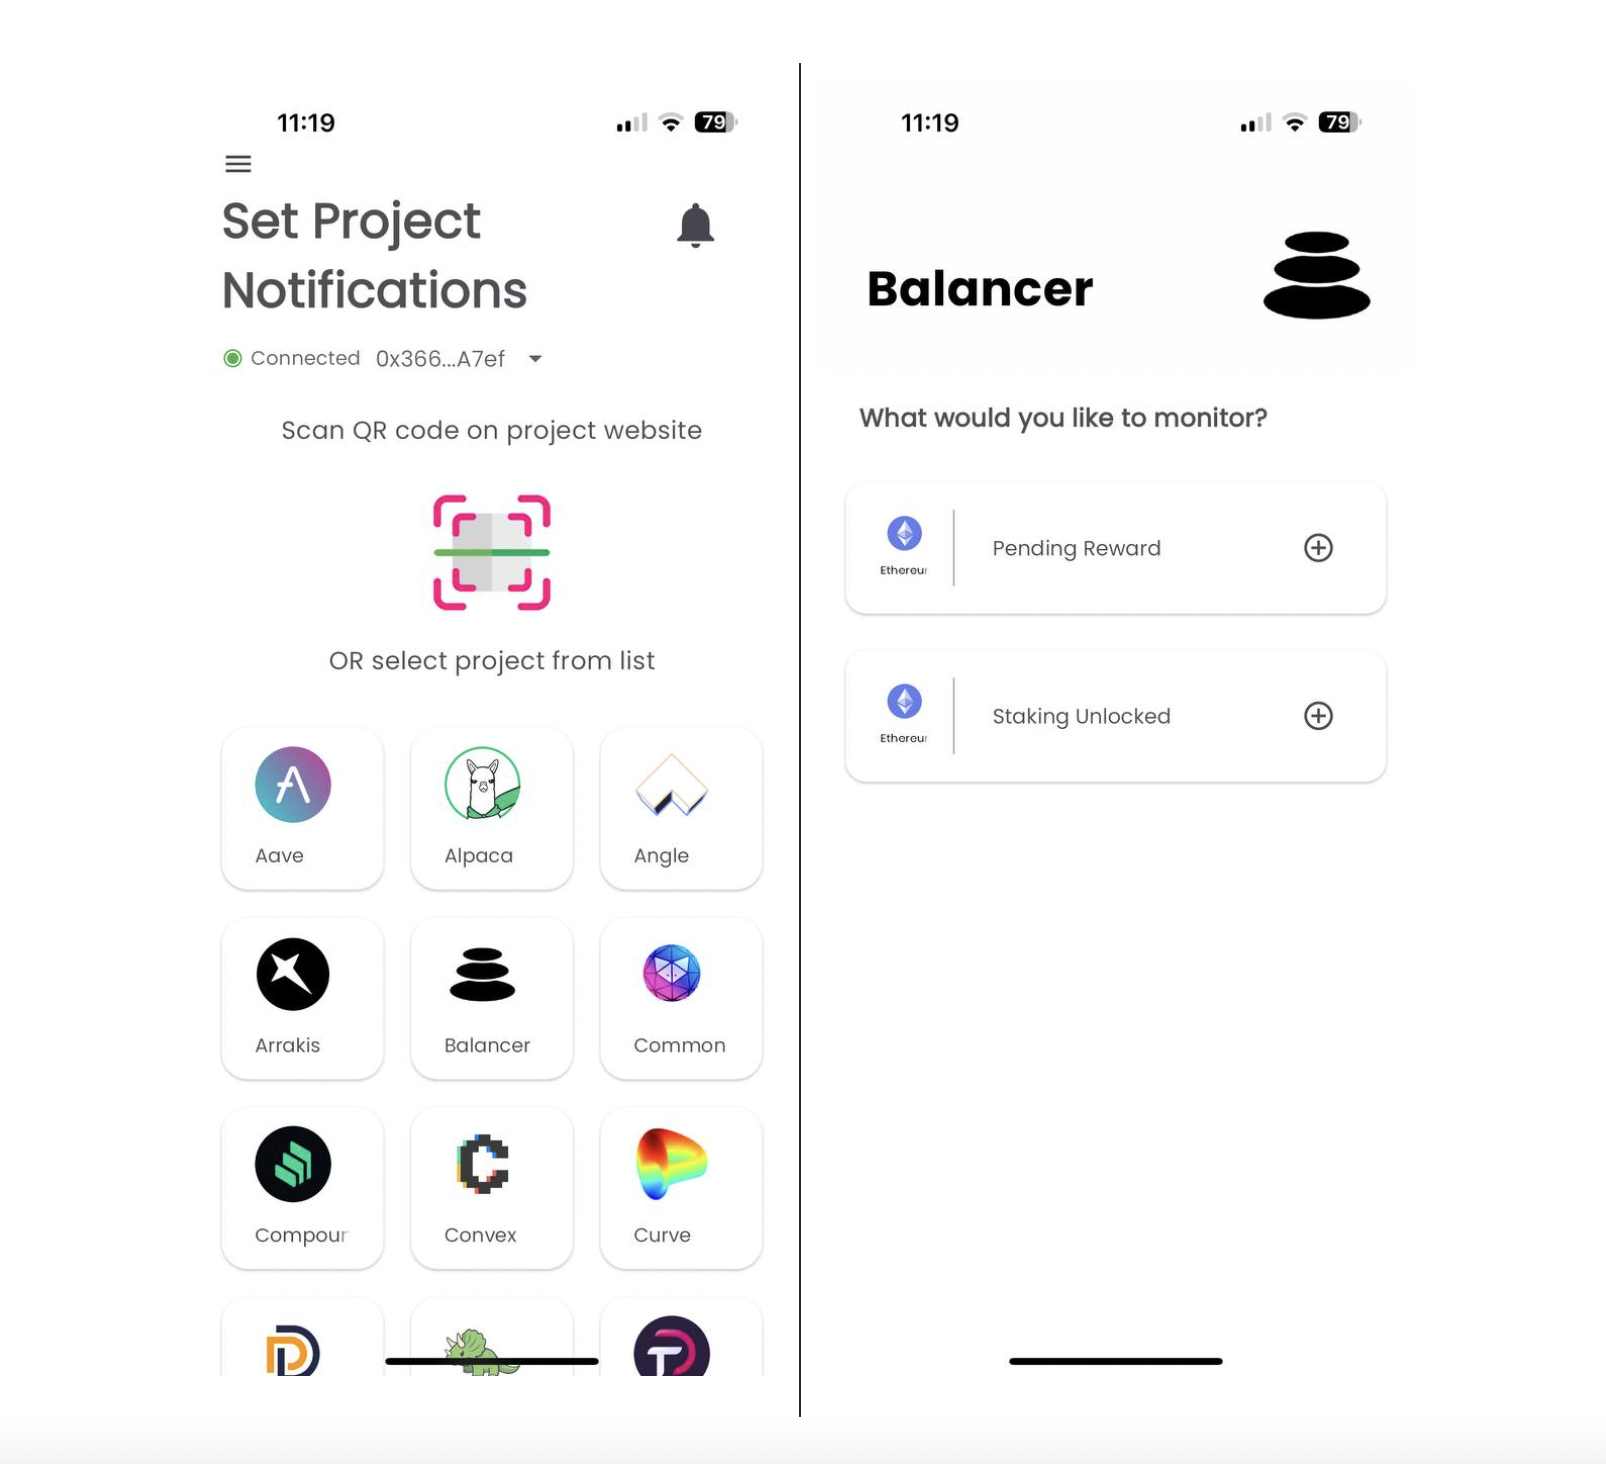 11:19
79
Set Project
Notifications
Connected 0x366...A7ef
Scan QR code on project website
OR select project from list
Aave
Alpaca
Angle
Arrakis
Balancer
Common
Compour
Convex
Curve
11:19
79
Balancer
What would you like to monitor?
Ethereur
Pending Reward
Ethereur
Staking Unlocked